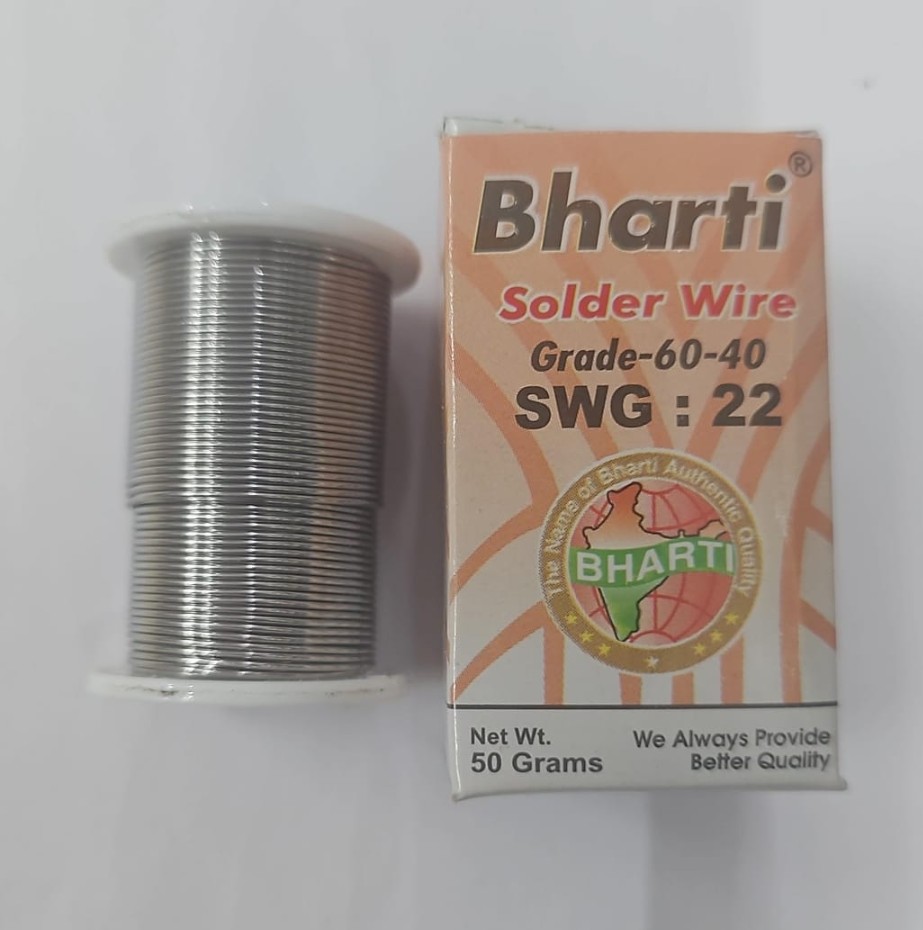 Bharti®
Solder Wire
Grade-60-40
SWG : 22
The Name of Bharti Authentic Quality
BHARTI
Net Wt.
50 Grams
We Always Provide
Better Quality